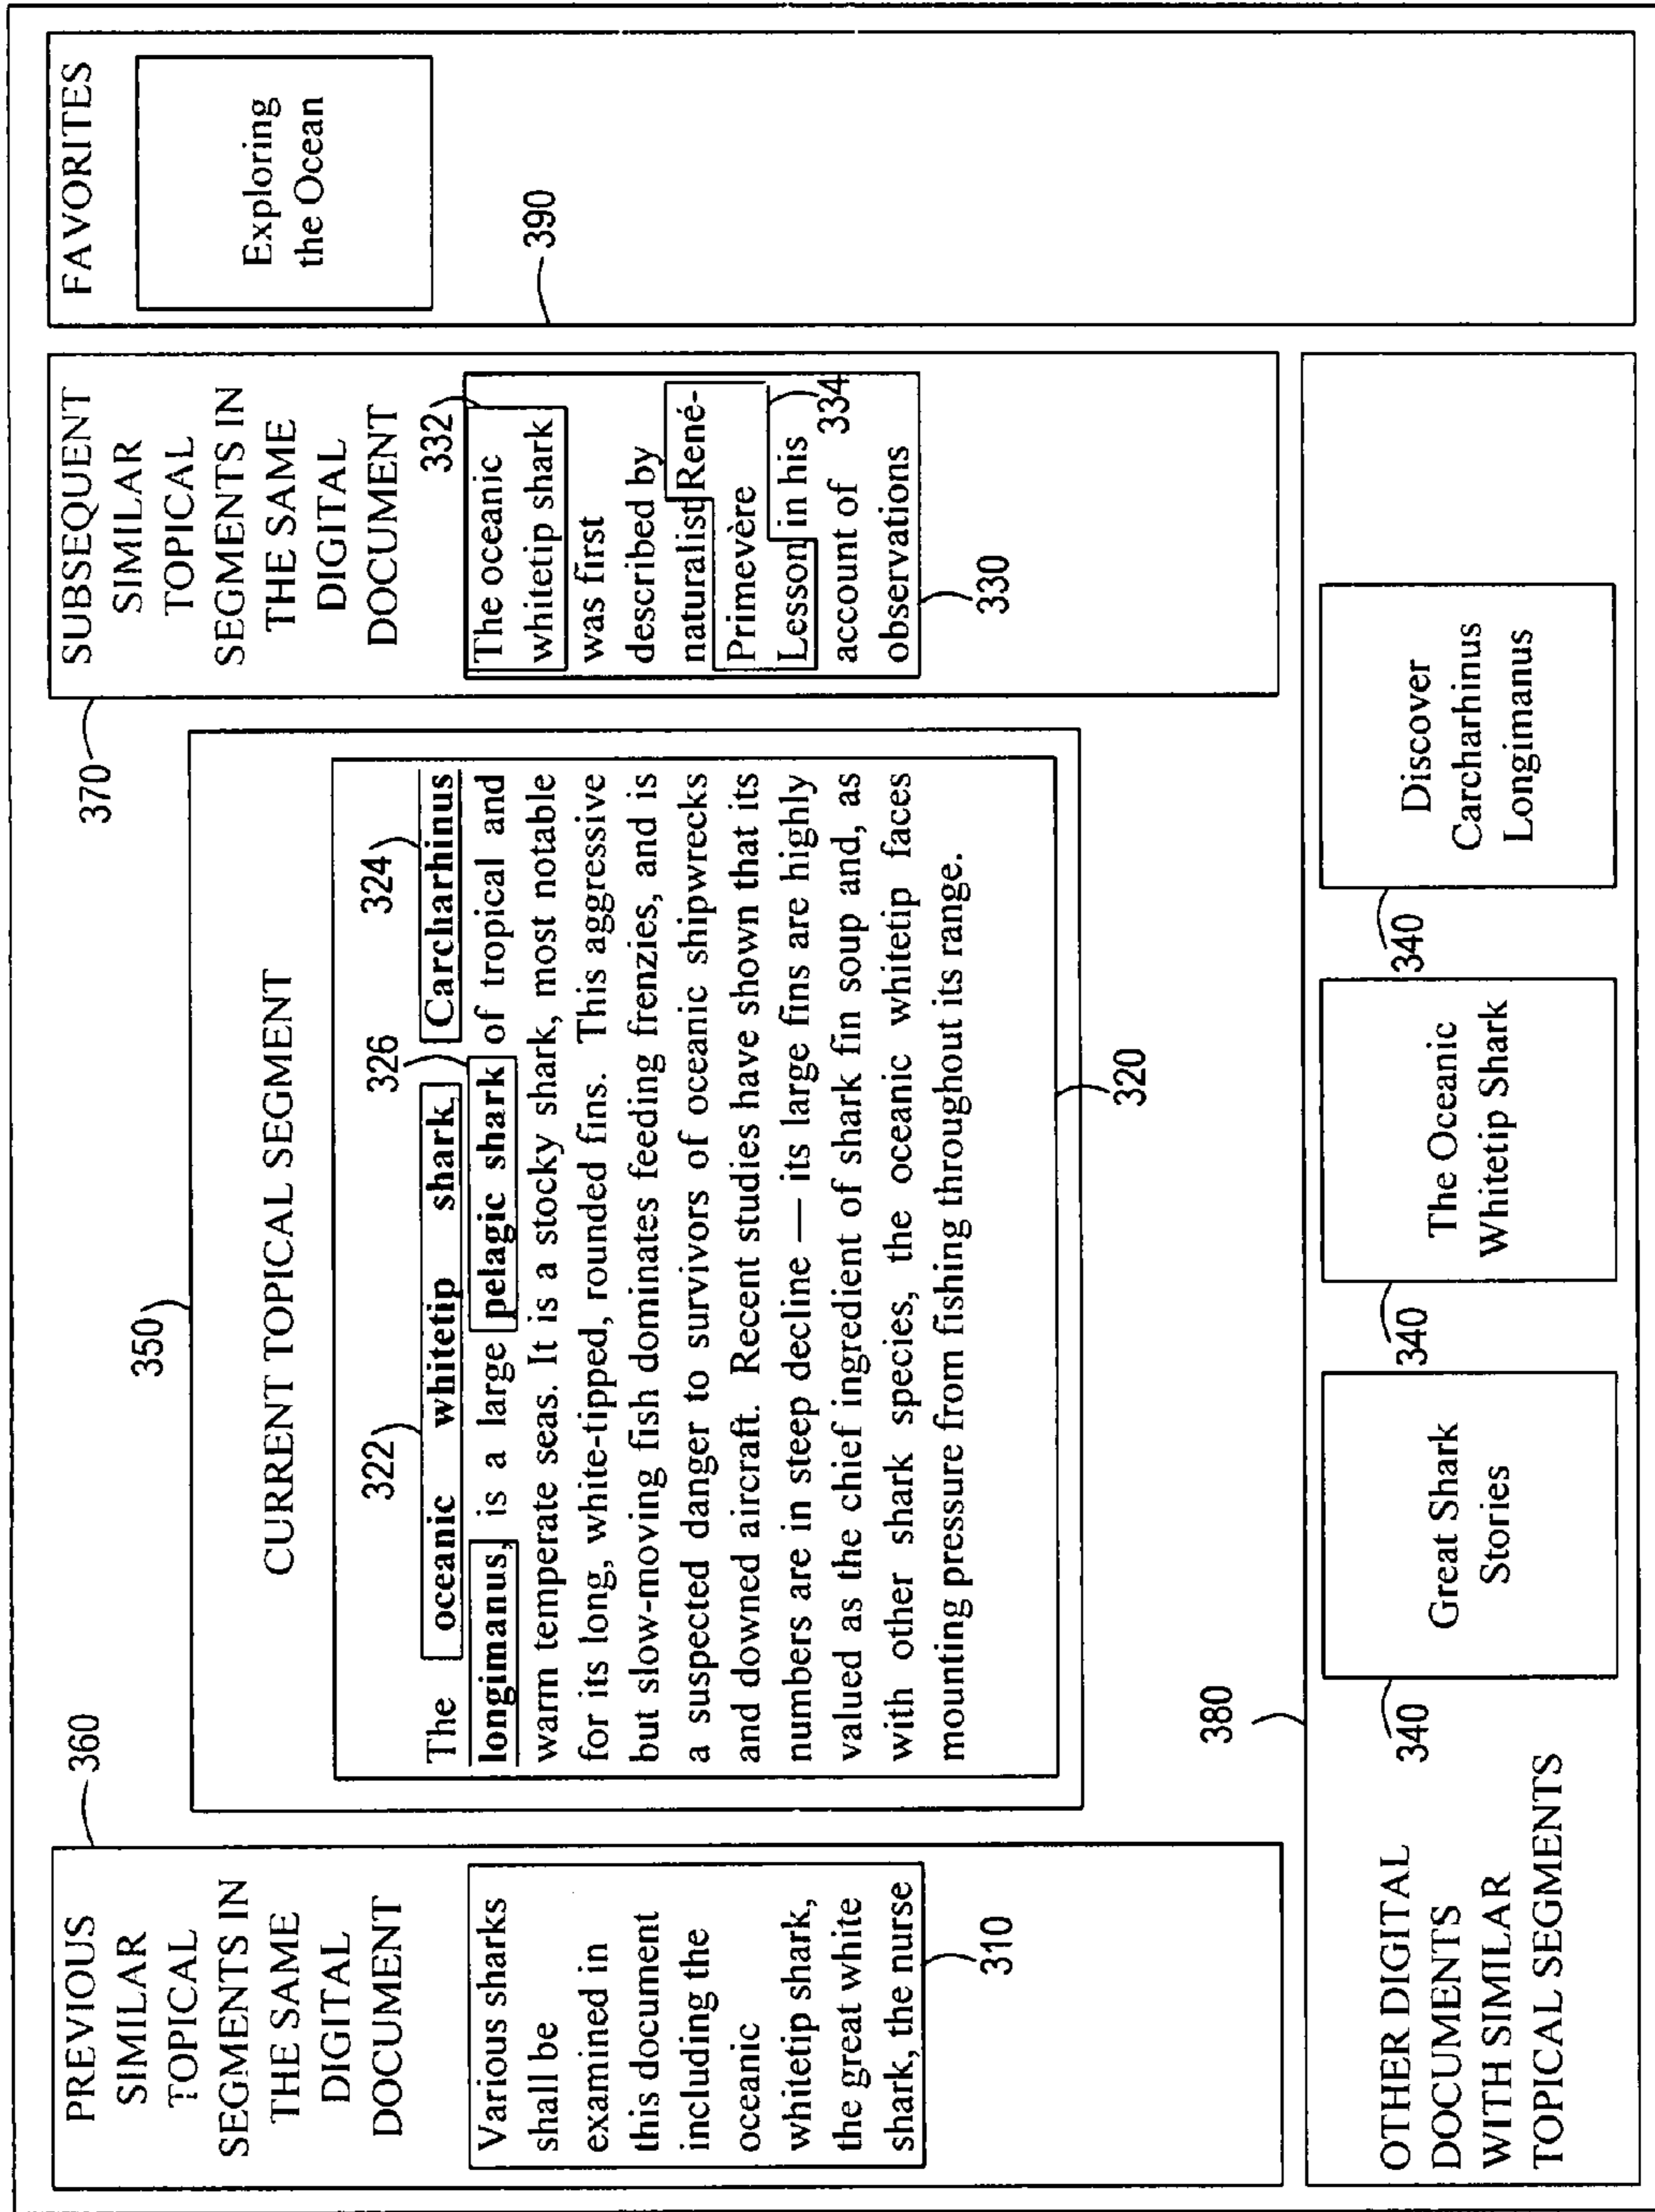 360
PREVIOUS
SIMILAR
TOPICAL
SEGMENTS IN
THE SAME
DIGITAL
DOCUMENT
Various sharks
shall be
examined in
this document
including the
oceanic
whitetip shark,
the great white
shark, the nurse
310
350
CURRENT TOPICAL SEGMENT
322
326
324
The oceanic whitetip shark, Carcharhinus
longimanus, is a large pelagic shark of tropical and
warm temperate seas. It is a stocky shark, most notable
for its long, white-tipped, rounded fins. This aggressive
but slow-moving fish dominates feeding frenzies, and is
a suspected danger to survivors of oceanic shipwrecks
and downed aircraft. Recent studies have shown that its
numbers are in steep decline — its large fins are highly
valued as the chief ingredient of shark fin soup and, as
with other shark species, the oceanic whitetip faces
mounting pressure from fishing throughout its range.
320
370
SUBSEQUENT
SIMILAR
TOPICAL
SEGMENTS IN
THE SAME
DIGITAL
DOCUMENT
332
The oceanic
whitetip shark
was first
described by
naturalist René-
Primevère
Lesson in his
account of
observations
334
330
390
FAVORITES
Exploring
the Ocean
380
OTHER DIGITAL
DOCUMENTS
WITH SIMILAR
TOPICAL SEGMENTS
340
Great Shark
Stories
340
The Oceanic
Whitetip Shark
340
Discover
Carcharhinus
Longimanus